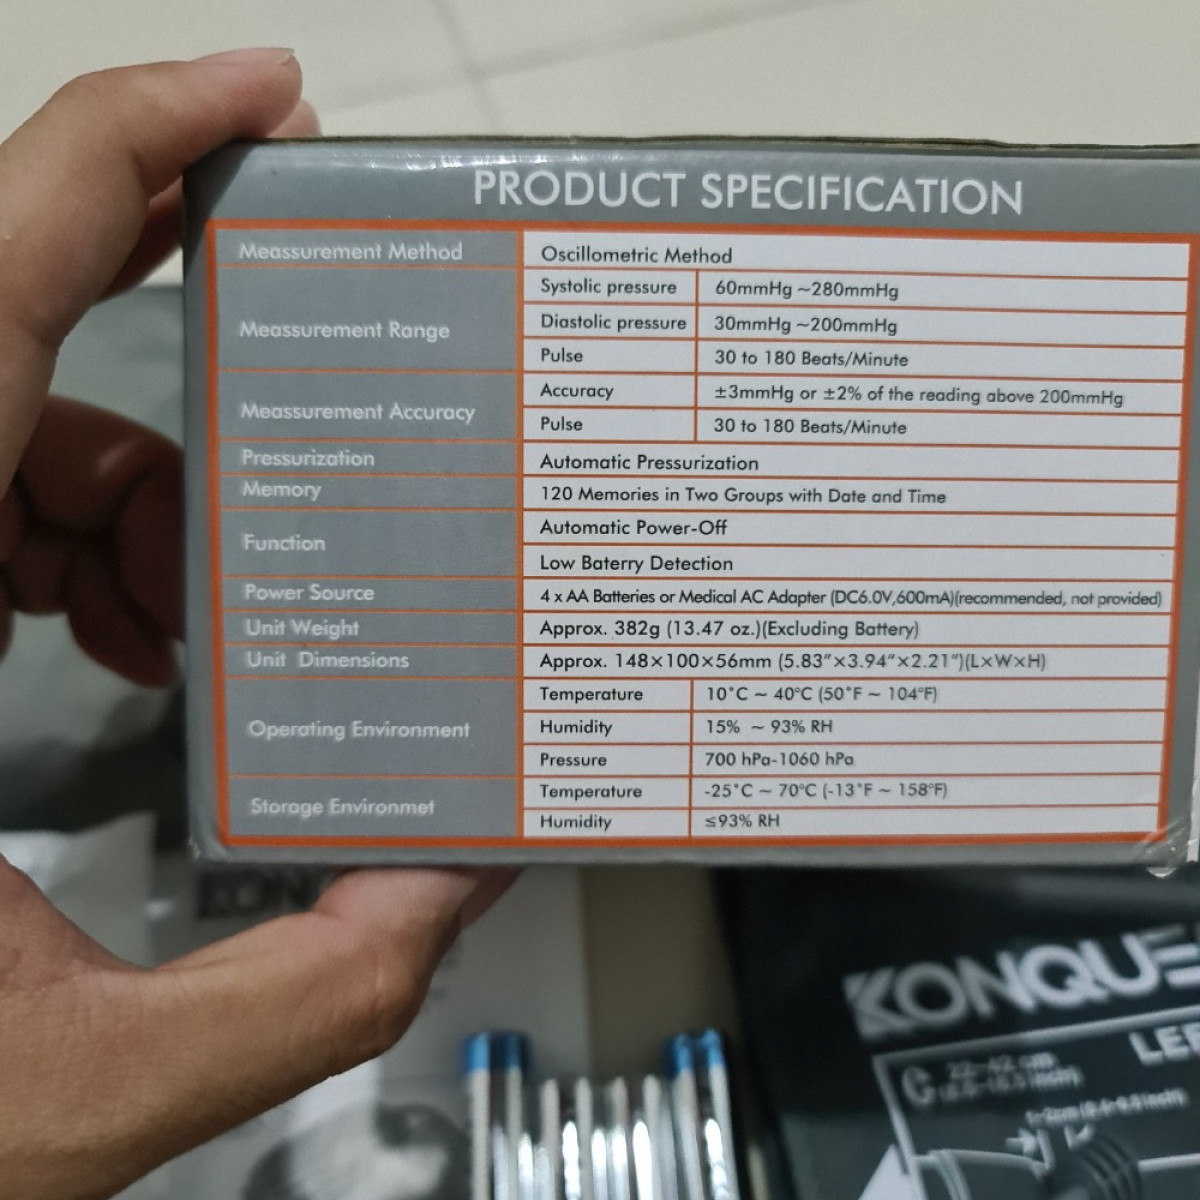 PRODUCT SPECIFICATION
Meassurement Method Oscillometric Method
Meassurement Range Systolic pressure 60mmHg ~280mmHg
Diastolic pressure 30mmHg ~200mmHg
Pulse 30 to 180 Beats/Minute
Meassurement Accuracy Accuracy ±3mmHg or ±2% of the reading above 200mmHg
Pulse 30 to 180 Beats/Minute
Pressurization Automatic Pressurization
Memory 120 Memories in Two Groups with Date and Time
Function Automatic Power-Off
Low Baterry Detection
Power Source 4 x AA Batteries or Medical AC Adapter (DC6.0V,600mA)(recommended, not provided)
Unit Weight Approx. 382g (13.47 oz.)(Excluding Battery)
Unit Dimensions Approx. 148×100×56mm (5.83"×3.94"×2.21")(L×W×H)
Operating Environment Temperature 10°C ~ 40°C (50°F ~ 104°F)
Humidity 15% ~ 93% RH
Pressure 700 hPa-1060 hPa
Storage Environmet Temperature -25°C ~ 70°C (-13°F ~ 158°F)
Humidity ≤93% RH
KON
KONQUE
22~42 cm